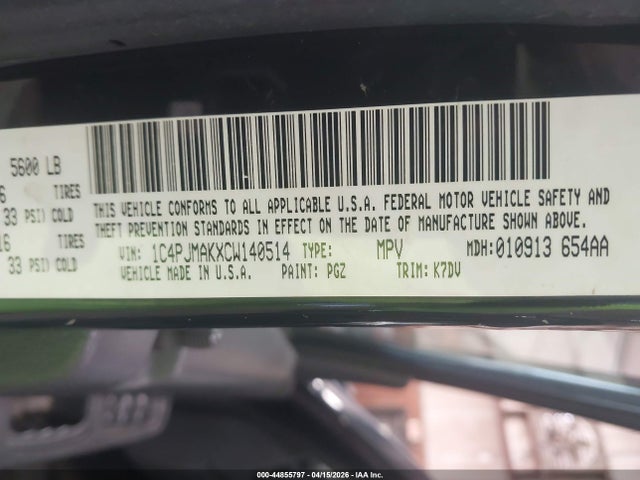 5600 LB
6 TIRES
33 PSI) COLD
16 TIRES
33 PSI) COLD
THIS VEHICLE CONFORMS TO ALL APPLICABLE U.S.A. FEDERAL MOTOR VEHICLE SAFETY AND
THEFT PREVENTION STANDARDS IN EFFECT ON THE DATE OF MANUFACTURE SHOWN ABOVE.
VIN: 1C4PJMAKXCW140514 TYPE: MPV MDH:010913 654AA
VEHICLE MADE IN U.S.A. PAINT: PGZ TRIM: K7DV
000-44855797 - 04/15/2026 - IAA Inc.